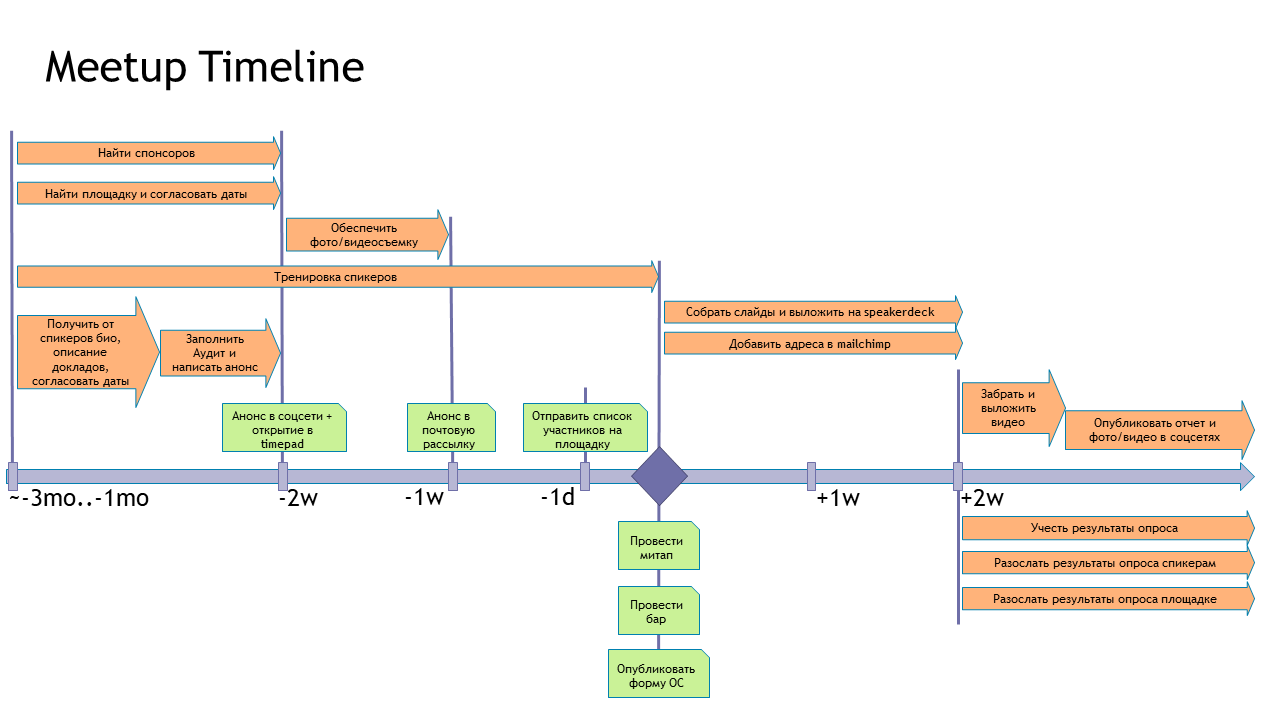 Meetup Timeline
Найти спонсоров
Найти площадку и согласовать даты
Обеспечить
фото/видеосъемку
Тренировка спикеров
Получить от
спикеров био,
описание
докладов,
согласовать даты
Заполнить
Аудит и
написать анонс
Собрать слайды и выложить на speakerdeck
Добавить адреса в mailchimp
Забрать и
выложить
видео
Опубликовать отчет и
фото/видео в соцсетях
Анонс в соцсети +
открытие в
timepad
Анонс в
почтовую
рассылку
Отправить список
участников на
площадку
~-3mo..-1mo
-2w
-1w
-1d
+1w
+2w
Провести
митап
Провести
бар
Опубликовать
форму ОС
Учесть результаты опроса
Разослать результаты опроса спикерам
Разослать результаты опроса площадке